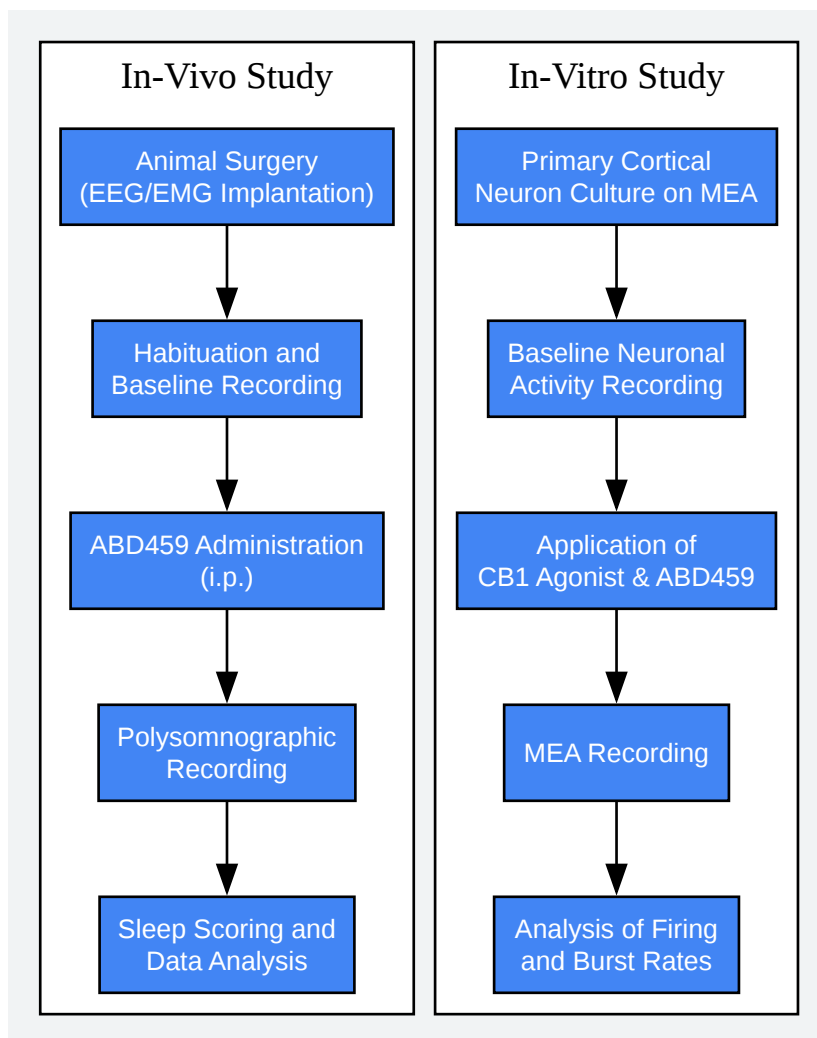 In-Vivo Study
Animal Surgery
(EEG/EMG Implantation)
Habituation and
Baseline Recording
ABD459 Administration
(i.p.)
Polysomnographic
Recording
Sleep Scoring and
Data Analysis
In-Vitro Study
Primary Cortical
Neuron Culture on MEA
Baseline Neuronal
Activity Recording
Application of
CB1 Agonist & ABD459
MEA Recording
Analysis of Firing
and Burst Rates